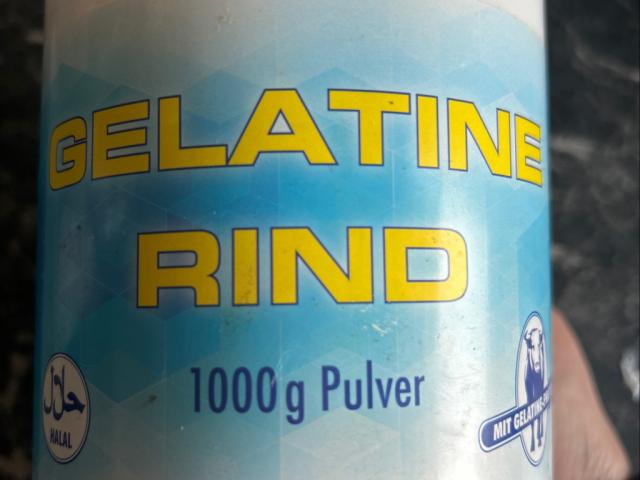 GELATINE
RIND
1000g Pulver
حلال
HALAL
MIT GELATINE-